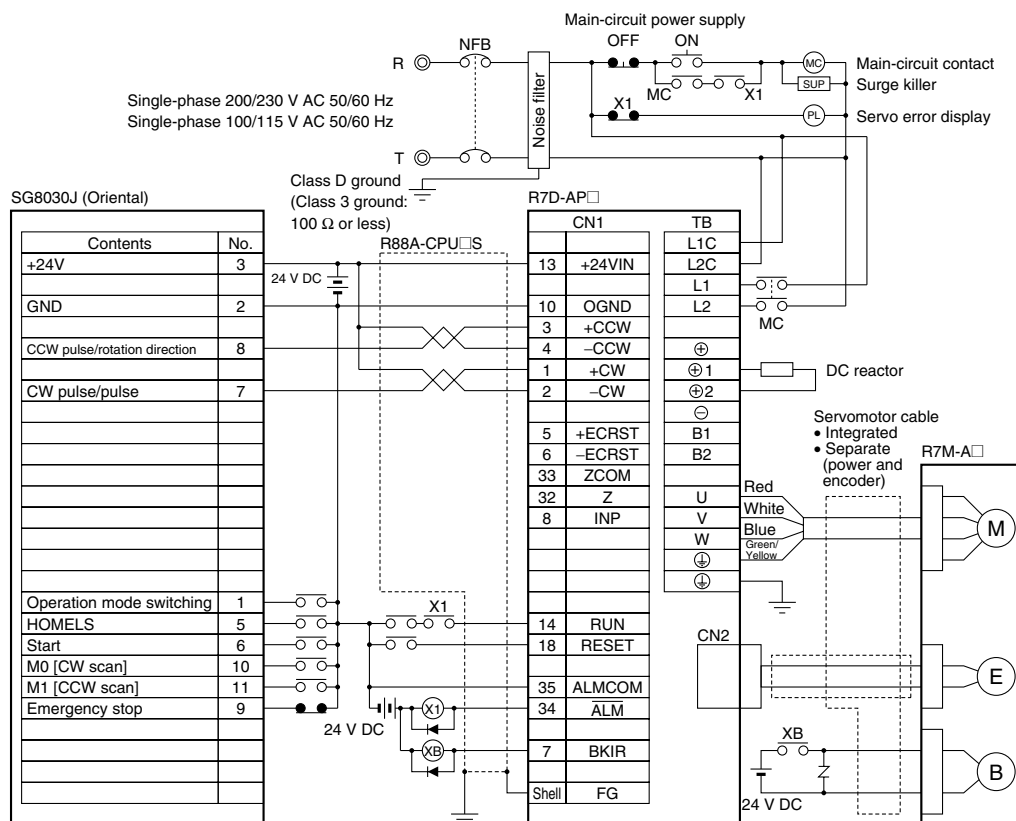 Main-circuit power supply
NFB
OFF ON
R
MC
Main-circuit contact
SUP
Surge killer
MC X1
Single-phase 200/230 V AC 50/60 Hz
Single-phase 100/115 V AC 50/60 Hz
Noise filter
X1
PL
Servo error display
T
Class D ground
(Class 3 ground:
100 Ω or less)
SG8030J (Oriental)
R7D-AP□
R88A-CPU□S
CN1 TB
Contents No.
L1C
+24V 3
24 V DC
13 +24VIN L2C
L1
GND 2
10 OGND L2
MC
3 +CCW
CCW pulse/rotation direction 8
4 –CCW ⊕
1 +CW ⊕1
DC reactor
CW pulse/pulse 7
2 –CW ⊕2
⊖
Servomotor cable
• Integrated
• Separate
(power and
encoder)
R7M-A□
5 +ECRST B1
6 –ECRST B2
33 ZCOM
32 Z U
8 INP V
W
Red
White
Blue
Green/
Yellow
M
Operation mode switching 1
HOMELS 5
X1
14 RUN
Start 6
18 RESET
CN2
M0 [CW scan] 10
E
M1 [CCW scan] 11
35 ALMCOM
Emergency stop 9
24 V DC
X1
34 ALM
XB
7 BKIR
XB
24 V DC
B
Shell FG